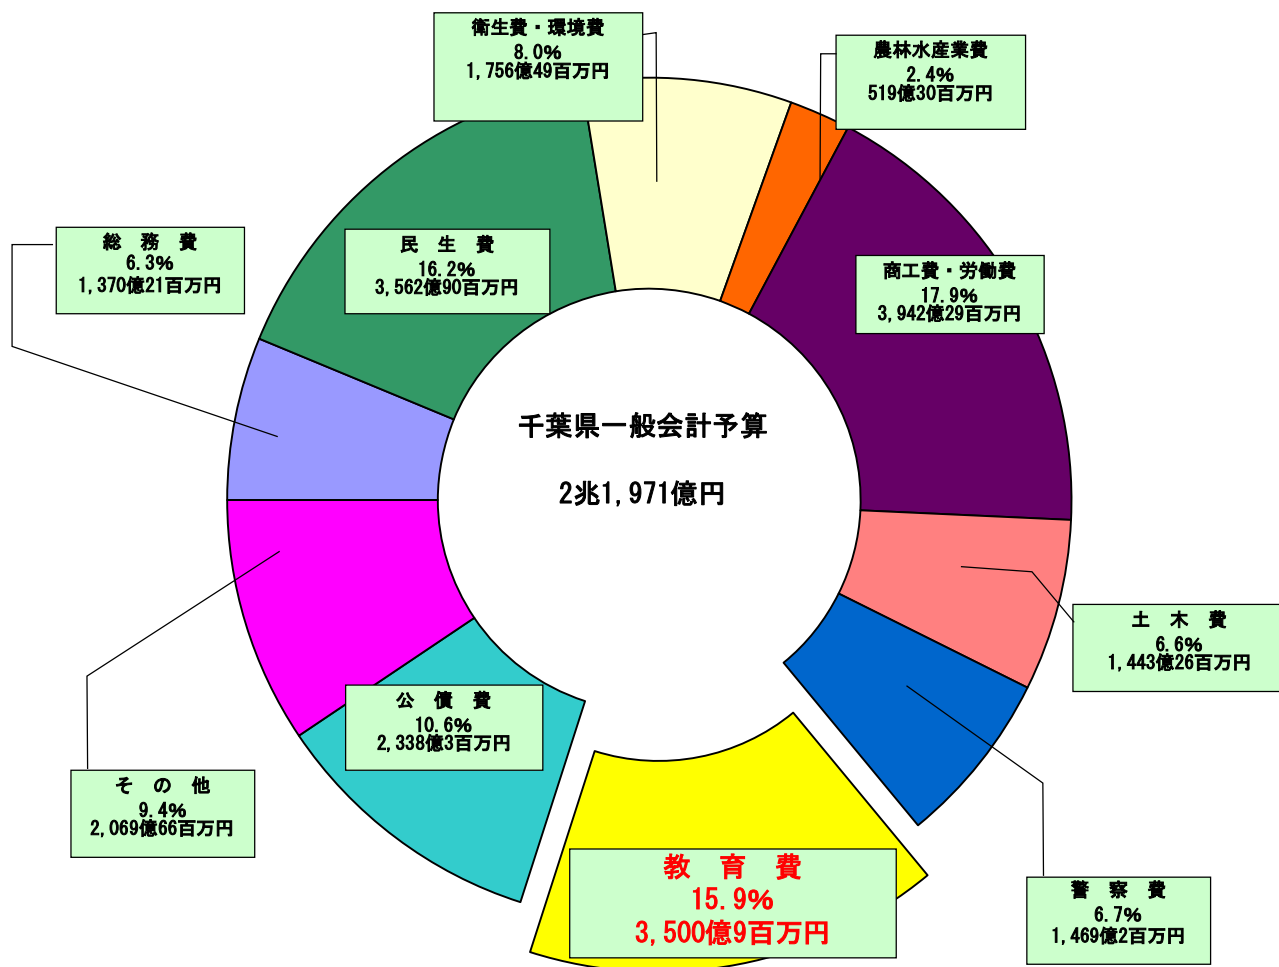 衛生費・環境費
8.0%
1,756億49百万円
農林水産業費
2.4%
519億30百万円
総　務　費
6.3%
1,370億21百万円
民　生　費
16.2%
3,562億90百万円
商工費・労働費
17.9%
3,942億29百万円
千葉県一般会計予算
2兆1,971億円
土　木　費
6.6%
1,443億26百万円
公　債　費
10.6%
2,338億3百万円
そ　の　他
9.4%
2,069億66百万円
教　育　費
15.9%
3,500億9百万円
警　察　費
6.7%
1,469億2百万円